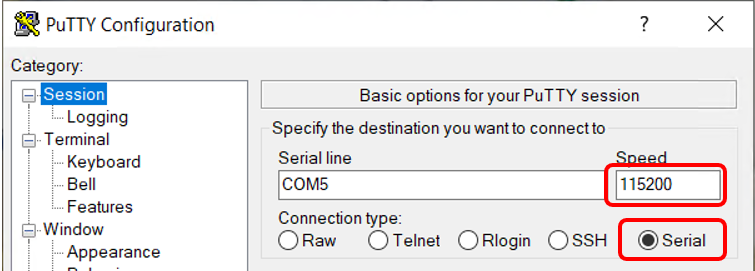 PuTTY Configuration
Category:
Session
Logging
Terminal
Keyboard
Bell
Features
Window
Appearance
Basic options for your PuTTY session
Specify the destination you want to connect to
Serial line
Speed
COM5
115200
Connection type:
Raw
Telnet
Rlogin
SSH
Serial